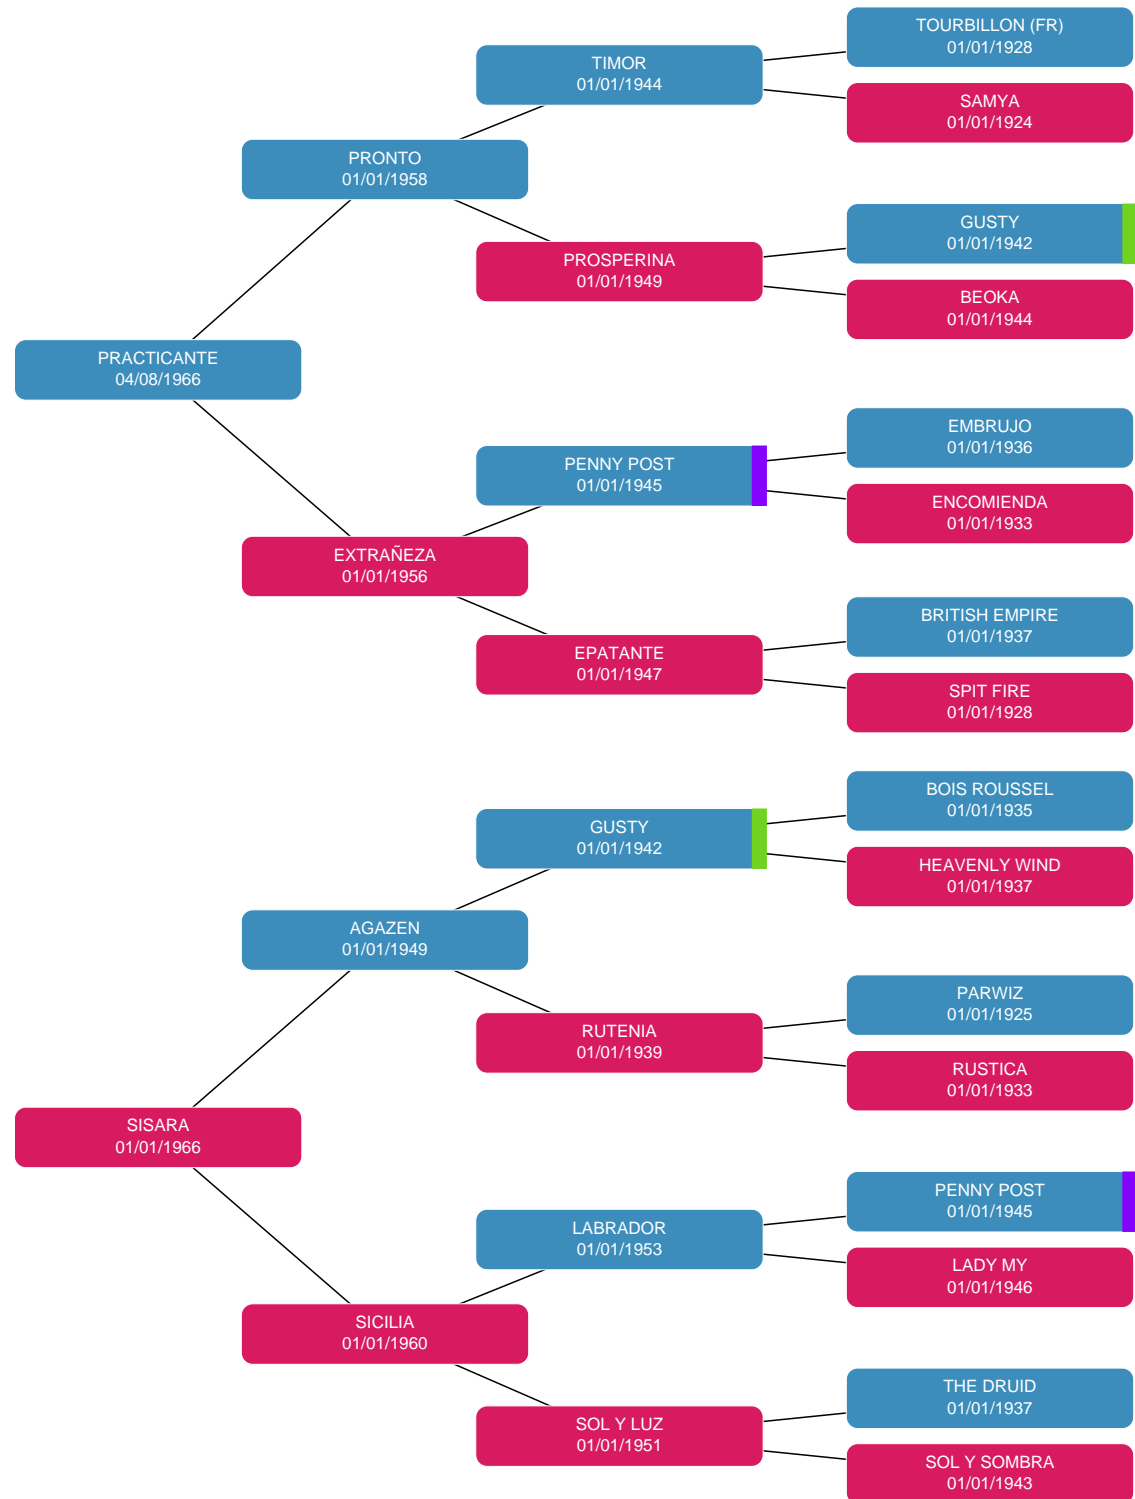 TOURBILLON (FR)
01/01/1928
TIMOR
01/01/1944
SAMYA
01/01/1924
PRONTO
01/01/1958
GUSTY
01/01/1942
PROSPERINA
01/01/1949
BEOKA
01/01/1944
PRACTICANTE
04/08/1966
EMBRUJO
01/01/1936
PENNY POST
01/01/1945
ENCOMIENDA
01/01/1933
EXTRAÑEZA
01/01/1956
BRITISH EMPIRE
01/01/1937
EPATANTE
01/01/1947
SPIT FIRE
01/01/1928
BOIS ROUSSEL
01/01/1935
GUSTY
01/01/1942
HEAVENLY WIND
01/01/1937
AGAZEN
01/01/1949
PARWIZ
01/01/1925
RUTENIA
01/01/1939
RUSTICA
01/01/1933
SISARA
01/01/1966
PENNY POST
01/01/1945
LABRADOR
01/01/1953
LADY MY
01/01/1946
SICILIA
01/01/1960
THE DRUID
01/01/1937
SOL Y LUZ
01/01/1951
SOL Y SOMBRA
01/01/1943